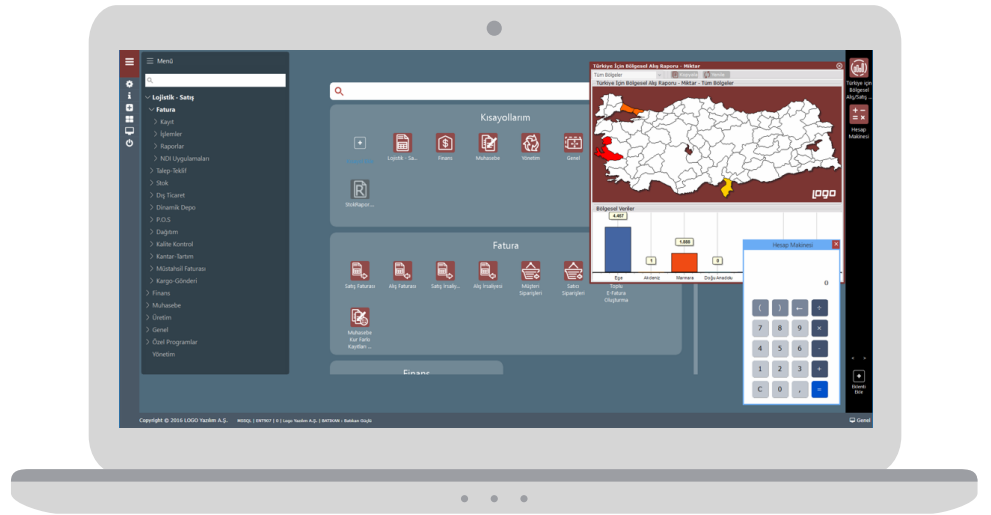 Menü
Lojistik - Satış
Fatura
Kayıt
İşlemler
Raporlar
NDI Uygulamaları
Talep-Teklif
Stok
Dış Ticaret
Dinamik Depo
P.O.S
Dağıtım
Kalite Kontrol
Kantar-Tartım
Müstahsil Faturası
Kargo-Gönderi
Finans
Muhasebe
Üretim
Genel
Özel Programlar
Yönetim
Kısayollarım
Lojistik - Sa...
Finans
Muhasebe
Yönetim
Genel
StokRapor...
Fatura
Satış Faturası
Alış Faturası
Satış İrsaliy...
Alış İrsaliyesi
Müşteri
Siparişleri
Satıcı
Siparişleri
Toplu
E-Fatura
Oluşturma
Muhasebe
Kur Farkı
Kayıtları ...
Finans
Türkiye İçin Bölgesel Alış Raporu - Miktar
Tüm Bölgeler
Türkiye İçin Bölgesel Alış Raporu - Miktar - Tüm Bölgeler
LOGO
Bölgesel Veriler
4.467
1
1.888
0
Ege
Akdeniz
Marmara
Doğu Anadolu
Hesap Makinesi
0
( ) ← ÷
7 8 9 ×
4 5 6 -
1 2 3 +
C 0 , =
Türkiye için
Bölgesel
Alış/Satış ...
Hesap
Makinesi
Eklenti
Ekle
Copyright © 2016 LOGO Yazılım A.Ş.
Genel